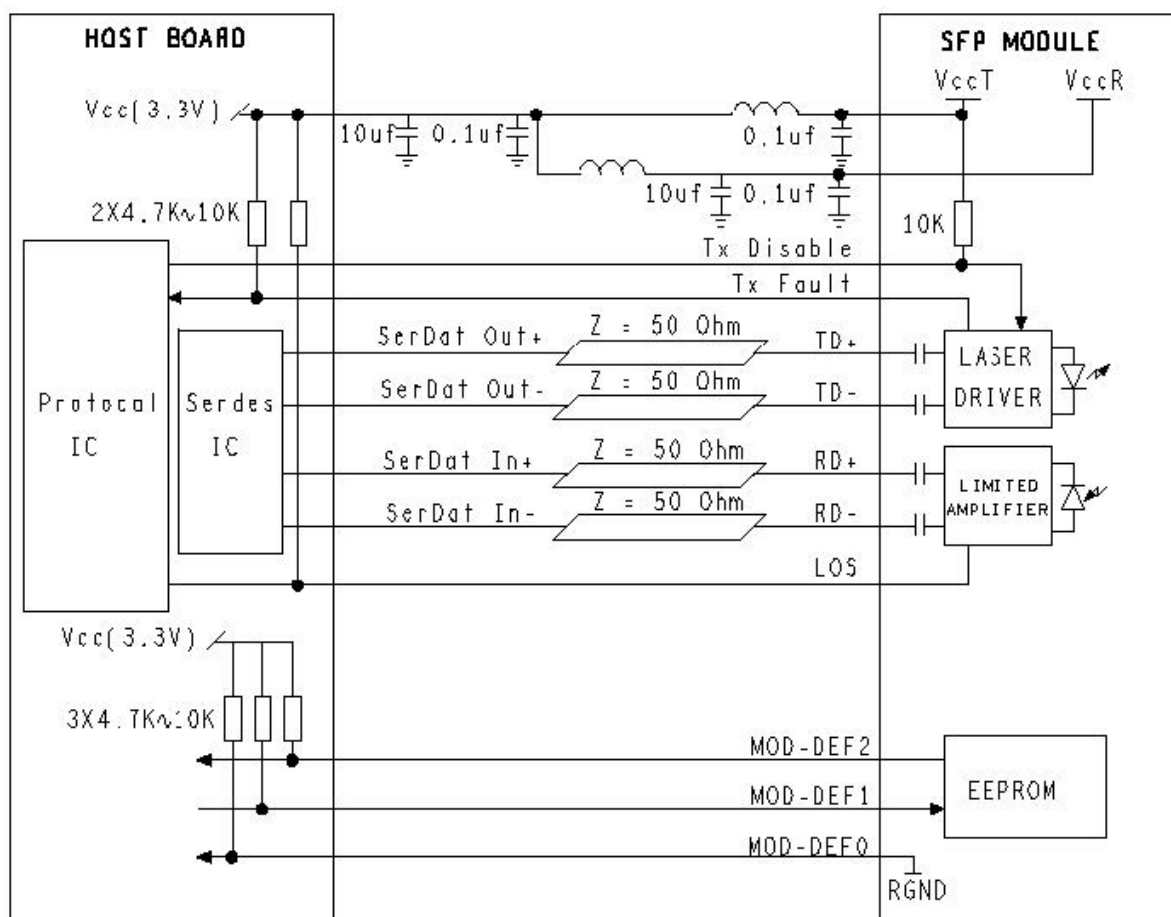 HOST BOARD
SFP MODULE
VccT
VccR
Vcc(3.3V)
10uf
0.1uf
0.1uf
10uf
0.1uf
2X4.7K∿10K
10K
Tx Disable
Tx Fault
SerDat Out+
Z = 50 Ohm
TD+
LASER
DRIVER
SerDat Out-
Z = 50 Ohm
TD-
Protocal
IC
Serdes
IC
SerDat In+
Z = 50 Ohm
RD+
LIMITED
AMPLIFIER
SerDat In-
Z = 50 Ohm
RD-
LOS
Vcc(3.3V)
3X4.7K∿10K
MOD-DEF2
MOD-DEF1
EEPROM
MOD-DEF0
RGND